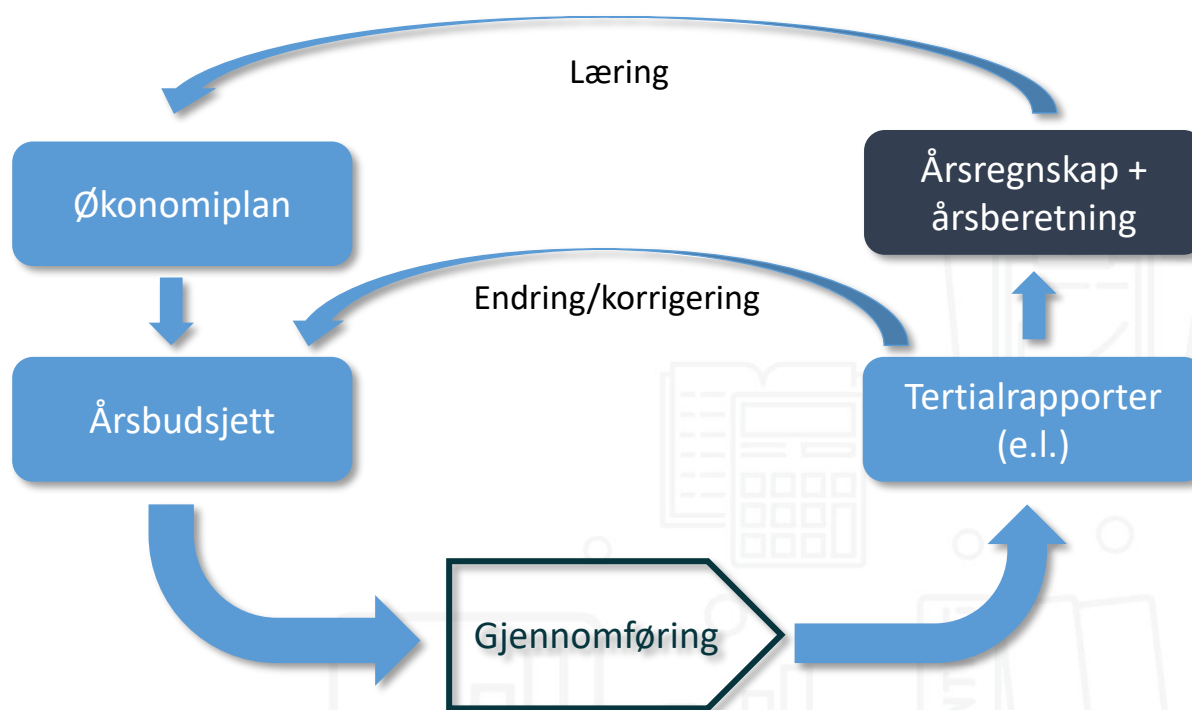 Læring
Økonomiplan
Årsregnskap +
årsberetning
Endring/korrigering
Årsbudsjett
Tertialrapporter
(e.l.)
Gjennomføring